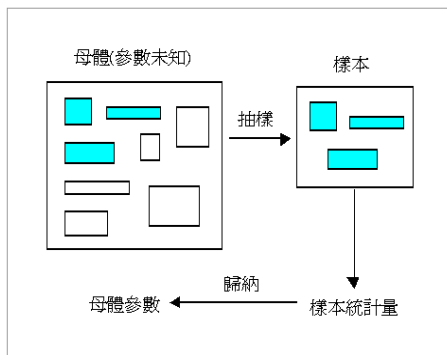 母體(參數未知)
樣本
抽樣
歸納
母體參數
樣本統計量